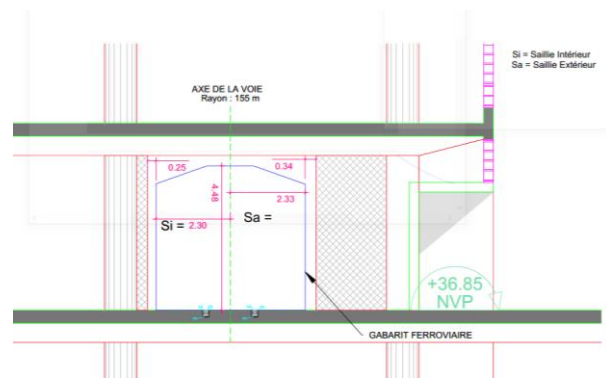 Si = Saillie Intérieur
Sa = Saillie Extérieur
AXE DE LA VOIE
Rayon : 155 m
0.25
0.34
4.48
2.33
Si = 2.30
Sa =
+36.85
NVP
GABARIT FERROVIAIRE